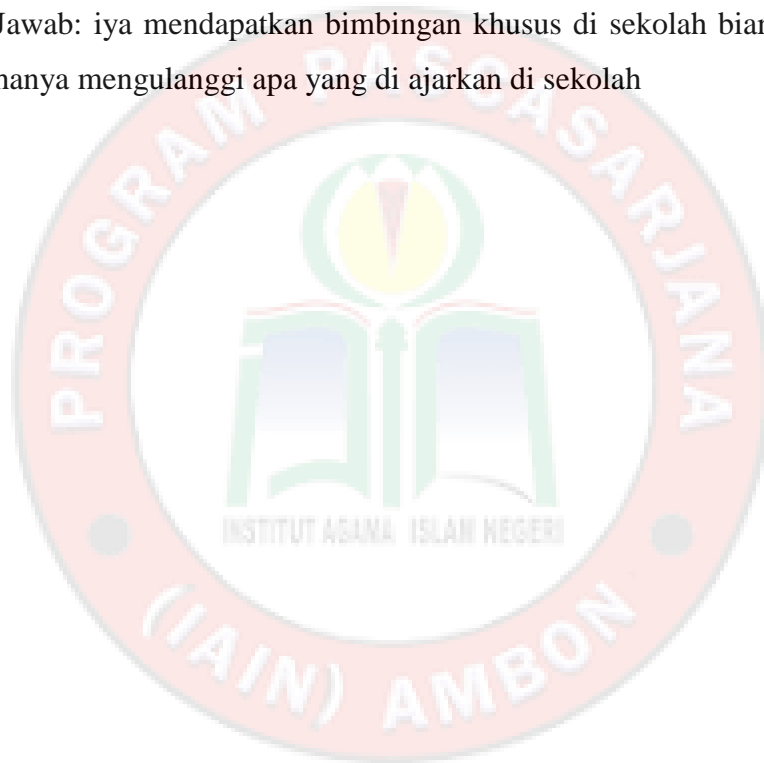 Jawab: iya mendapatkan bimbingan khusus di sekolah
hanya mengulanggi apa yang di ajarkan di sekolah
PROGRAM PASCASARJANA
INSTITUT AGAMA ISLAM NEGERI
(IAIN) AMBON